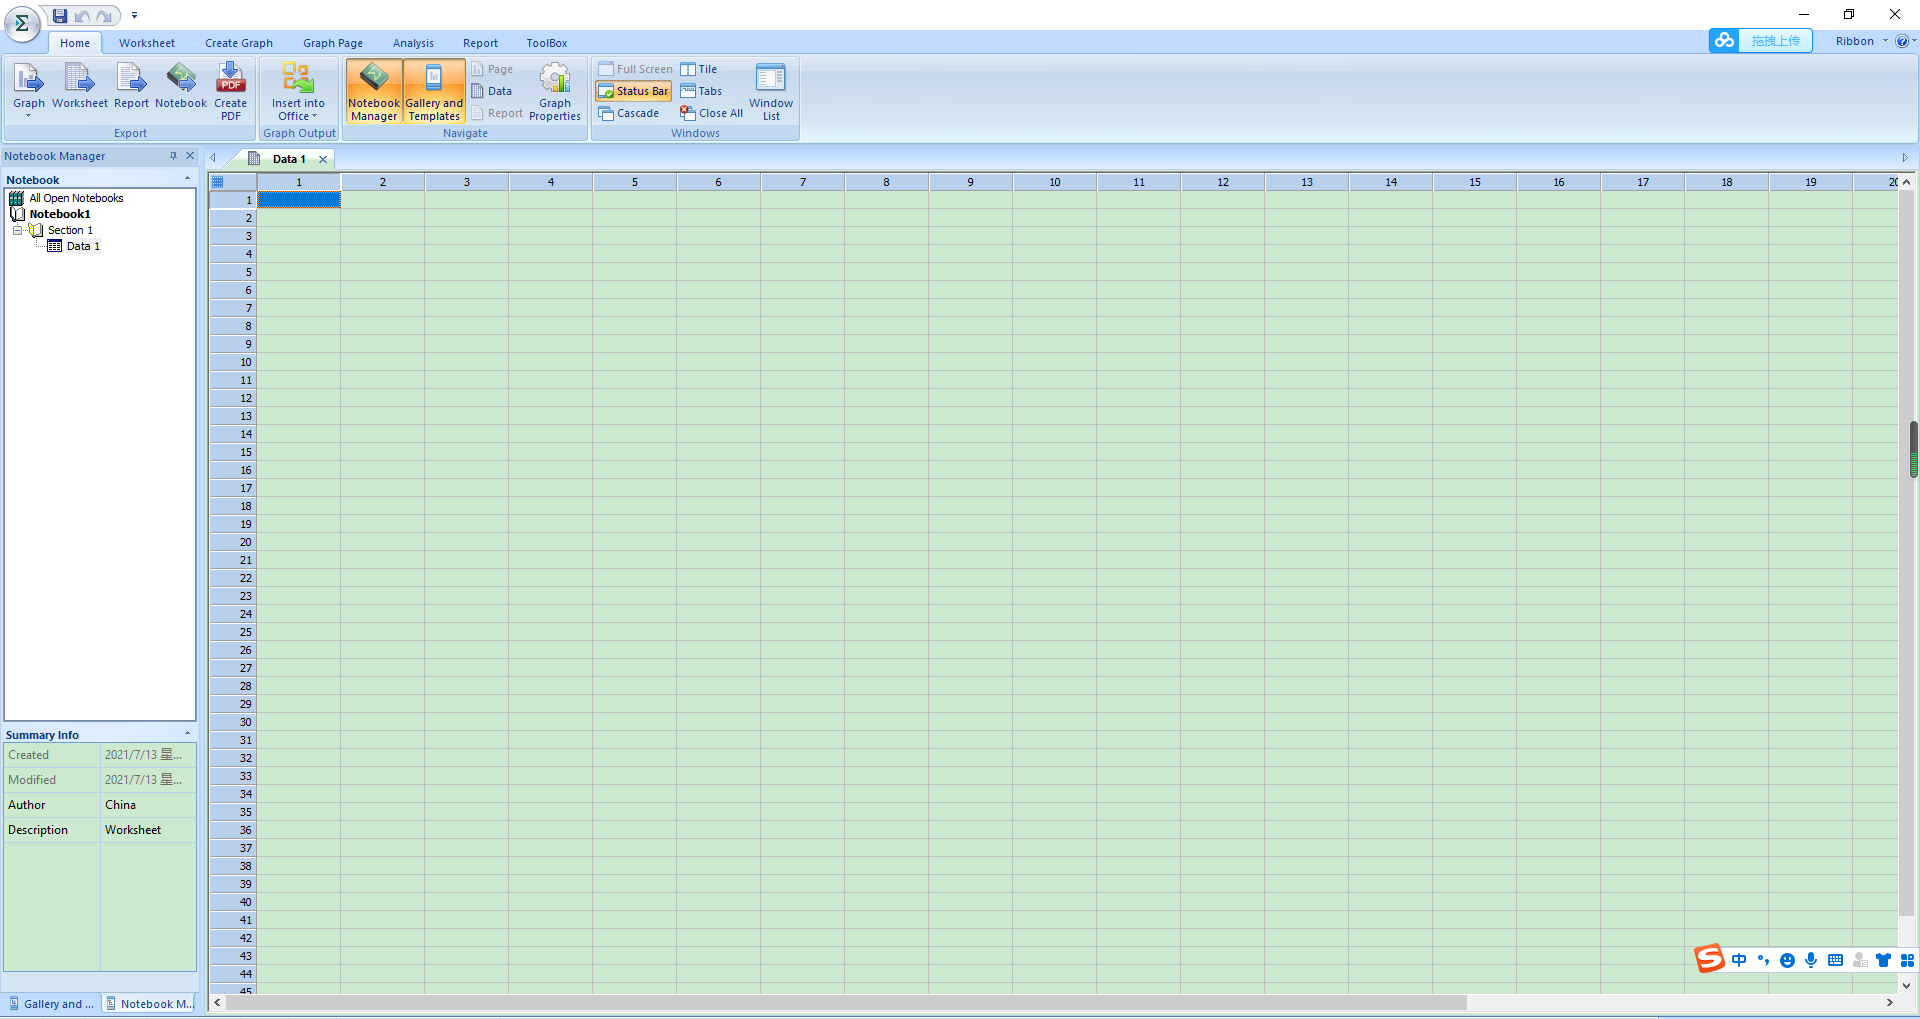 Home Worksheet Create Graph Graph Page Analysis Report ToolBox 拖拽上传 Ribbon
Graph Worksheet Report Notebook Create PDF
Export
Insert into Office
Graph Output
Notebook Manager Gallery and Templates Page Data Report Graph Properties
Navigate
Full Screen Tile
Status Bar Tabs
Cascade Close All Window List
Windows
Notebook Manager
Notebook
All Open Notebooks
Notebook1
Section 1
Data 1
Summary Info
Created 2021/7/13 星...
Modified 2021/7/13 星...
Author China
Description Worksheet
Gallery and ... Notebook M...
Data 1
1 2 3 4 5 6 7 8 9 10 11 12 13 14 15 16 17 18 19 20
1
2
3
4
5
6
7
8
9
10
11
12
13
14
15
16
17
18
19
20
21
22
23
24
25
26
27
28
29
30
31
32
33
34
35
36
37
38
39
40
41
42
43
44
45
中